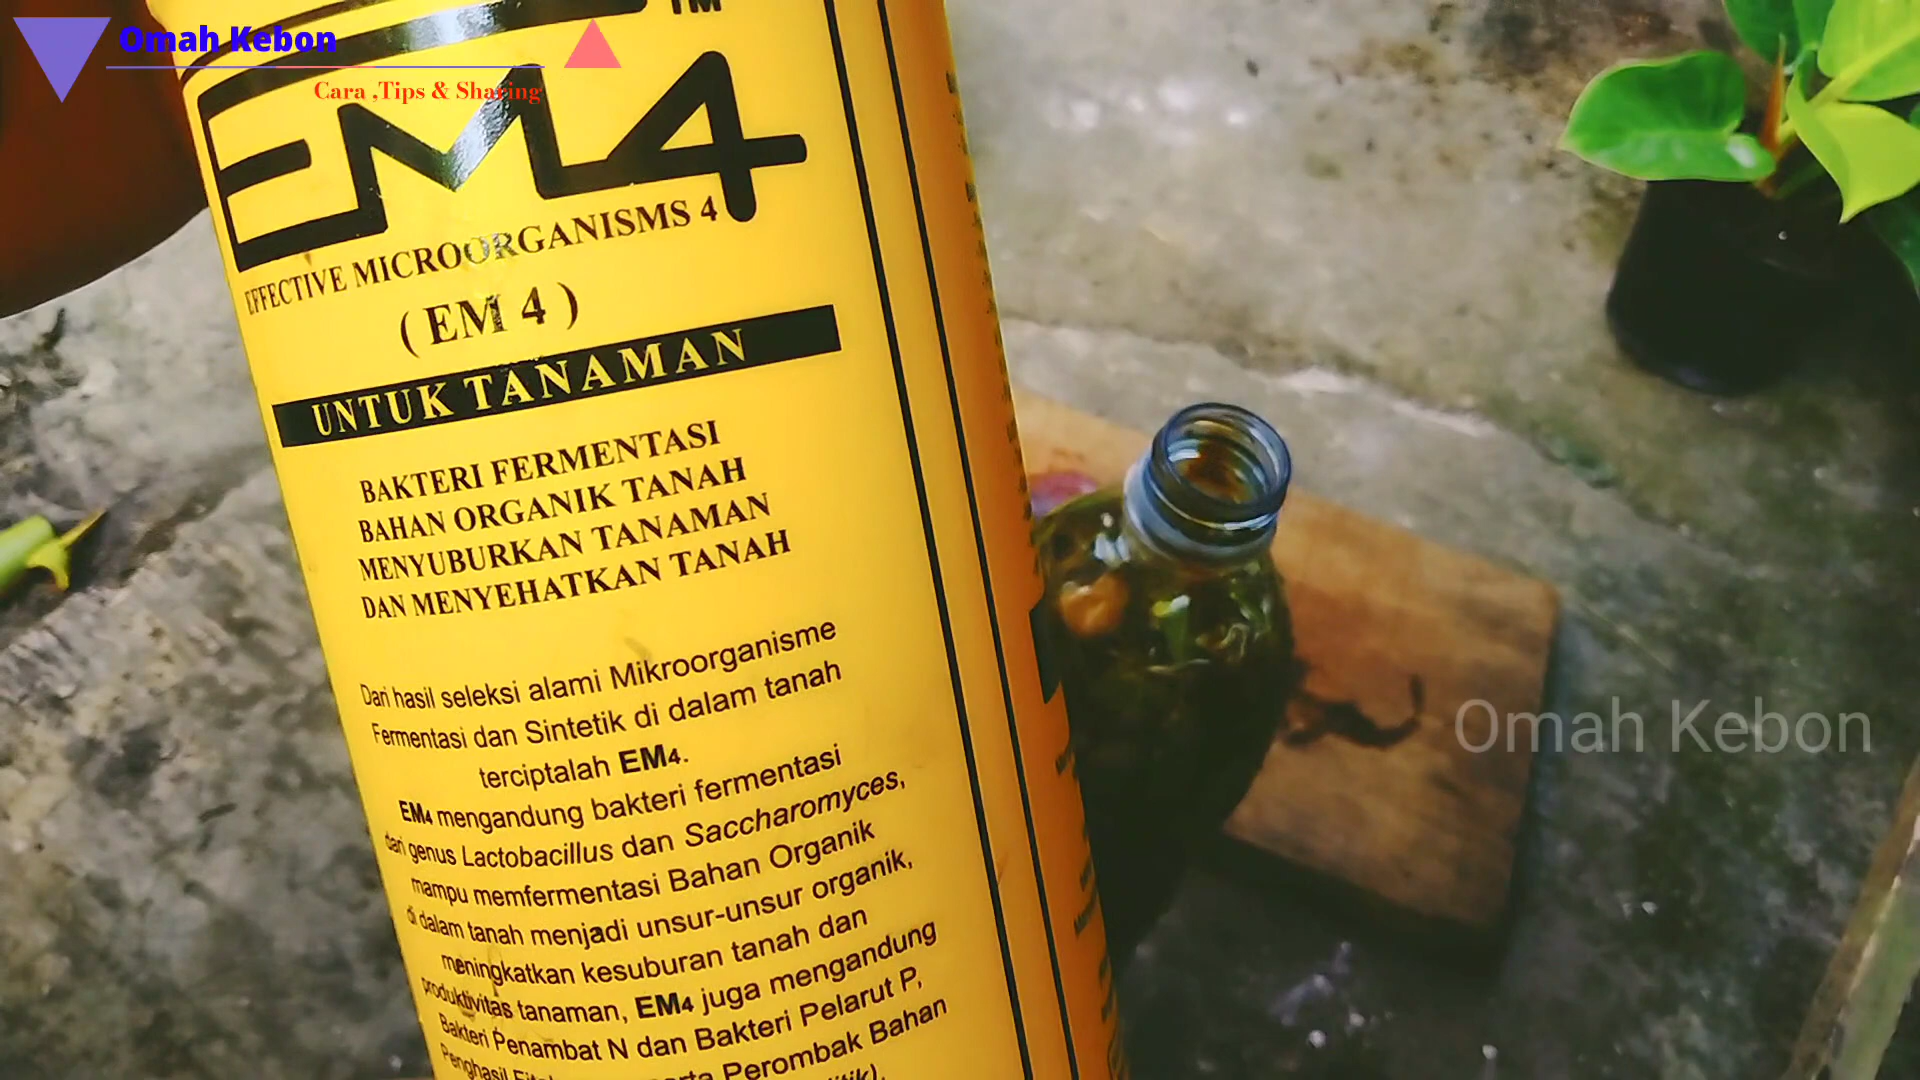 Omah Kebon
Cara ,Tips & Sharing
TM
EM4
EFFECTIVE MICROORGANISMS 4
( EM 4 )
UNTUK TANAMAN
BAKTERI FERMENTASI
BAHAN ORGANIK TANAH
MENYUBURKAN TANAMAN
DAN MENYEHATKAN TANAH
Dari hasil seleksi alami Mikroorganisme
Fermentasi dan Sintetik di dalam tanah
terciptalah EM4.
EM4 mengandung bakteri fermentasi
dari genus Lactobacillus dan Saccharomyces,
mampu memfermentasi Bahan Organik
di dalam tanah menjadi unsur-unsur organik,
meningkatkan kesuburan tanah dan
produktivitas tanaman, EM4 juga mengandung
Bakteri Penambat N dan Bakteri Pelarut P,
Penghasil Perombak Bahan
Omah Kebon